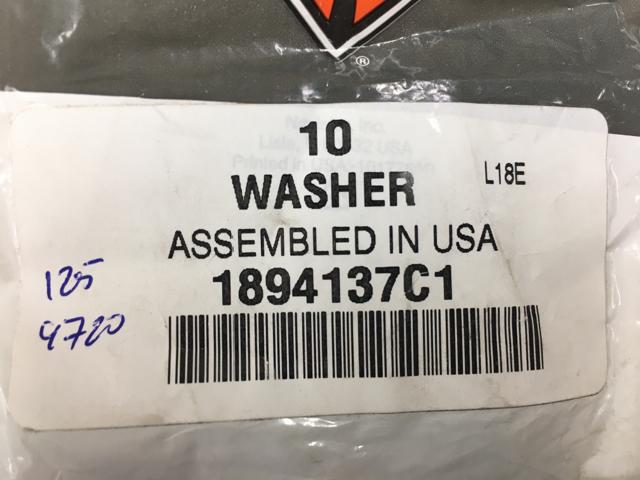 ®
10
WASHER
L18E
ASSEMBLED IN USA
1894137C1
125
4720